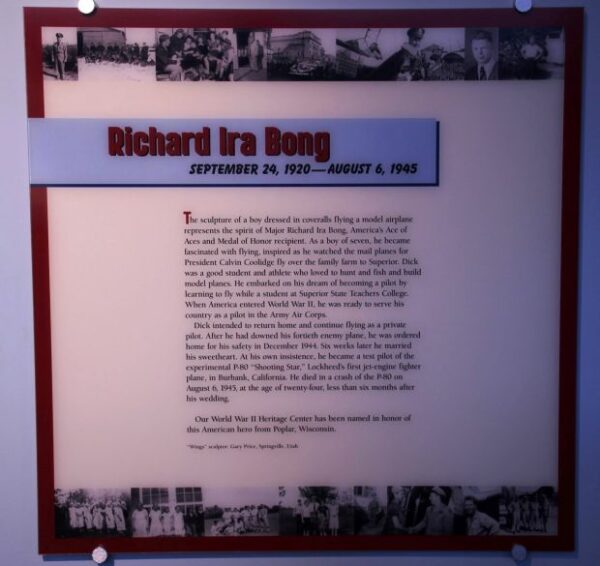 Richard Ira Bong
SEPTEMBER 24, 1920—AUGUST 6, 1945
The sculpture of a boy dressed in coveralls flying a model airplane
represents the spirit of Major Richard Ira Bong, America's Ace of
Aces and Medal of Honor recipient. As a boy of seven, he became
fascinated with flying, inspired as he watched the mail planes for
President Calvin Coolidge fly over the family farm to Superior. Dick
was a good student and athlete who loved to hunt and fish and build
model planes. He embarked on his dream of becoming a pilot by
learning to fly while a student at Superior State Teachers College.
When America entered World War II, he was ready to serve his
country as a pilot in the Army Air Corps.
Dick intended to return home and continue flying as a private
pilot. After he had downed his fortieth enemy plane, he was ordered
home for his safety in December 1944. Six weeks later he married
his sweetheart. At his own insistence, he became a test pilot of the
experimental P-80 "Shooting Star," Lockheed's first jet-engine fighter
plane, in Burbank, California. He died in a crash of the P-80 on
August 6, 1945, at the age of twenty-four, less than six months after
his wedding.
Our World War II Heritage Center has been named in honor of
this American hero from Poplar, Wisconsin.
"Wings" sculptor: Gary Price, Springville, Utah